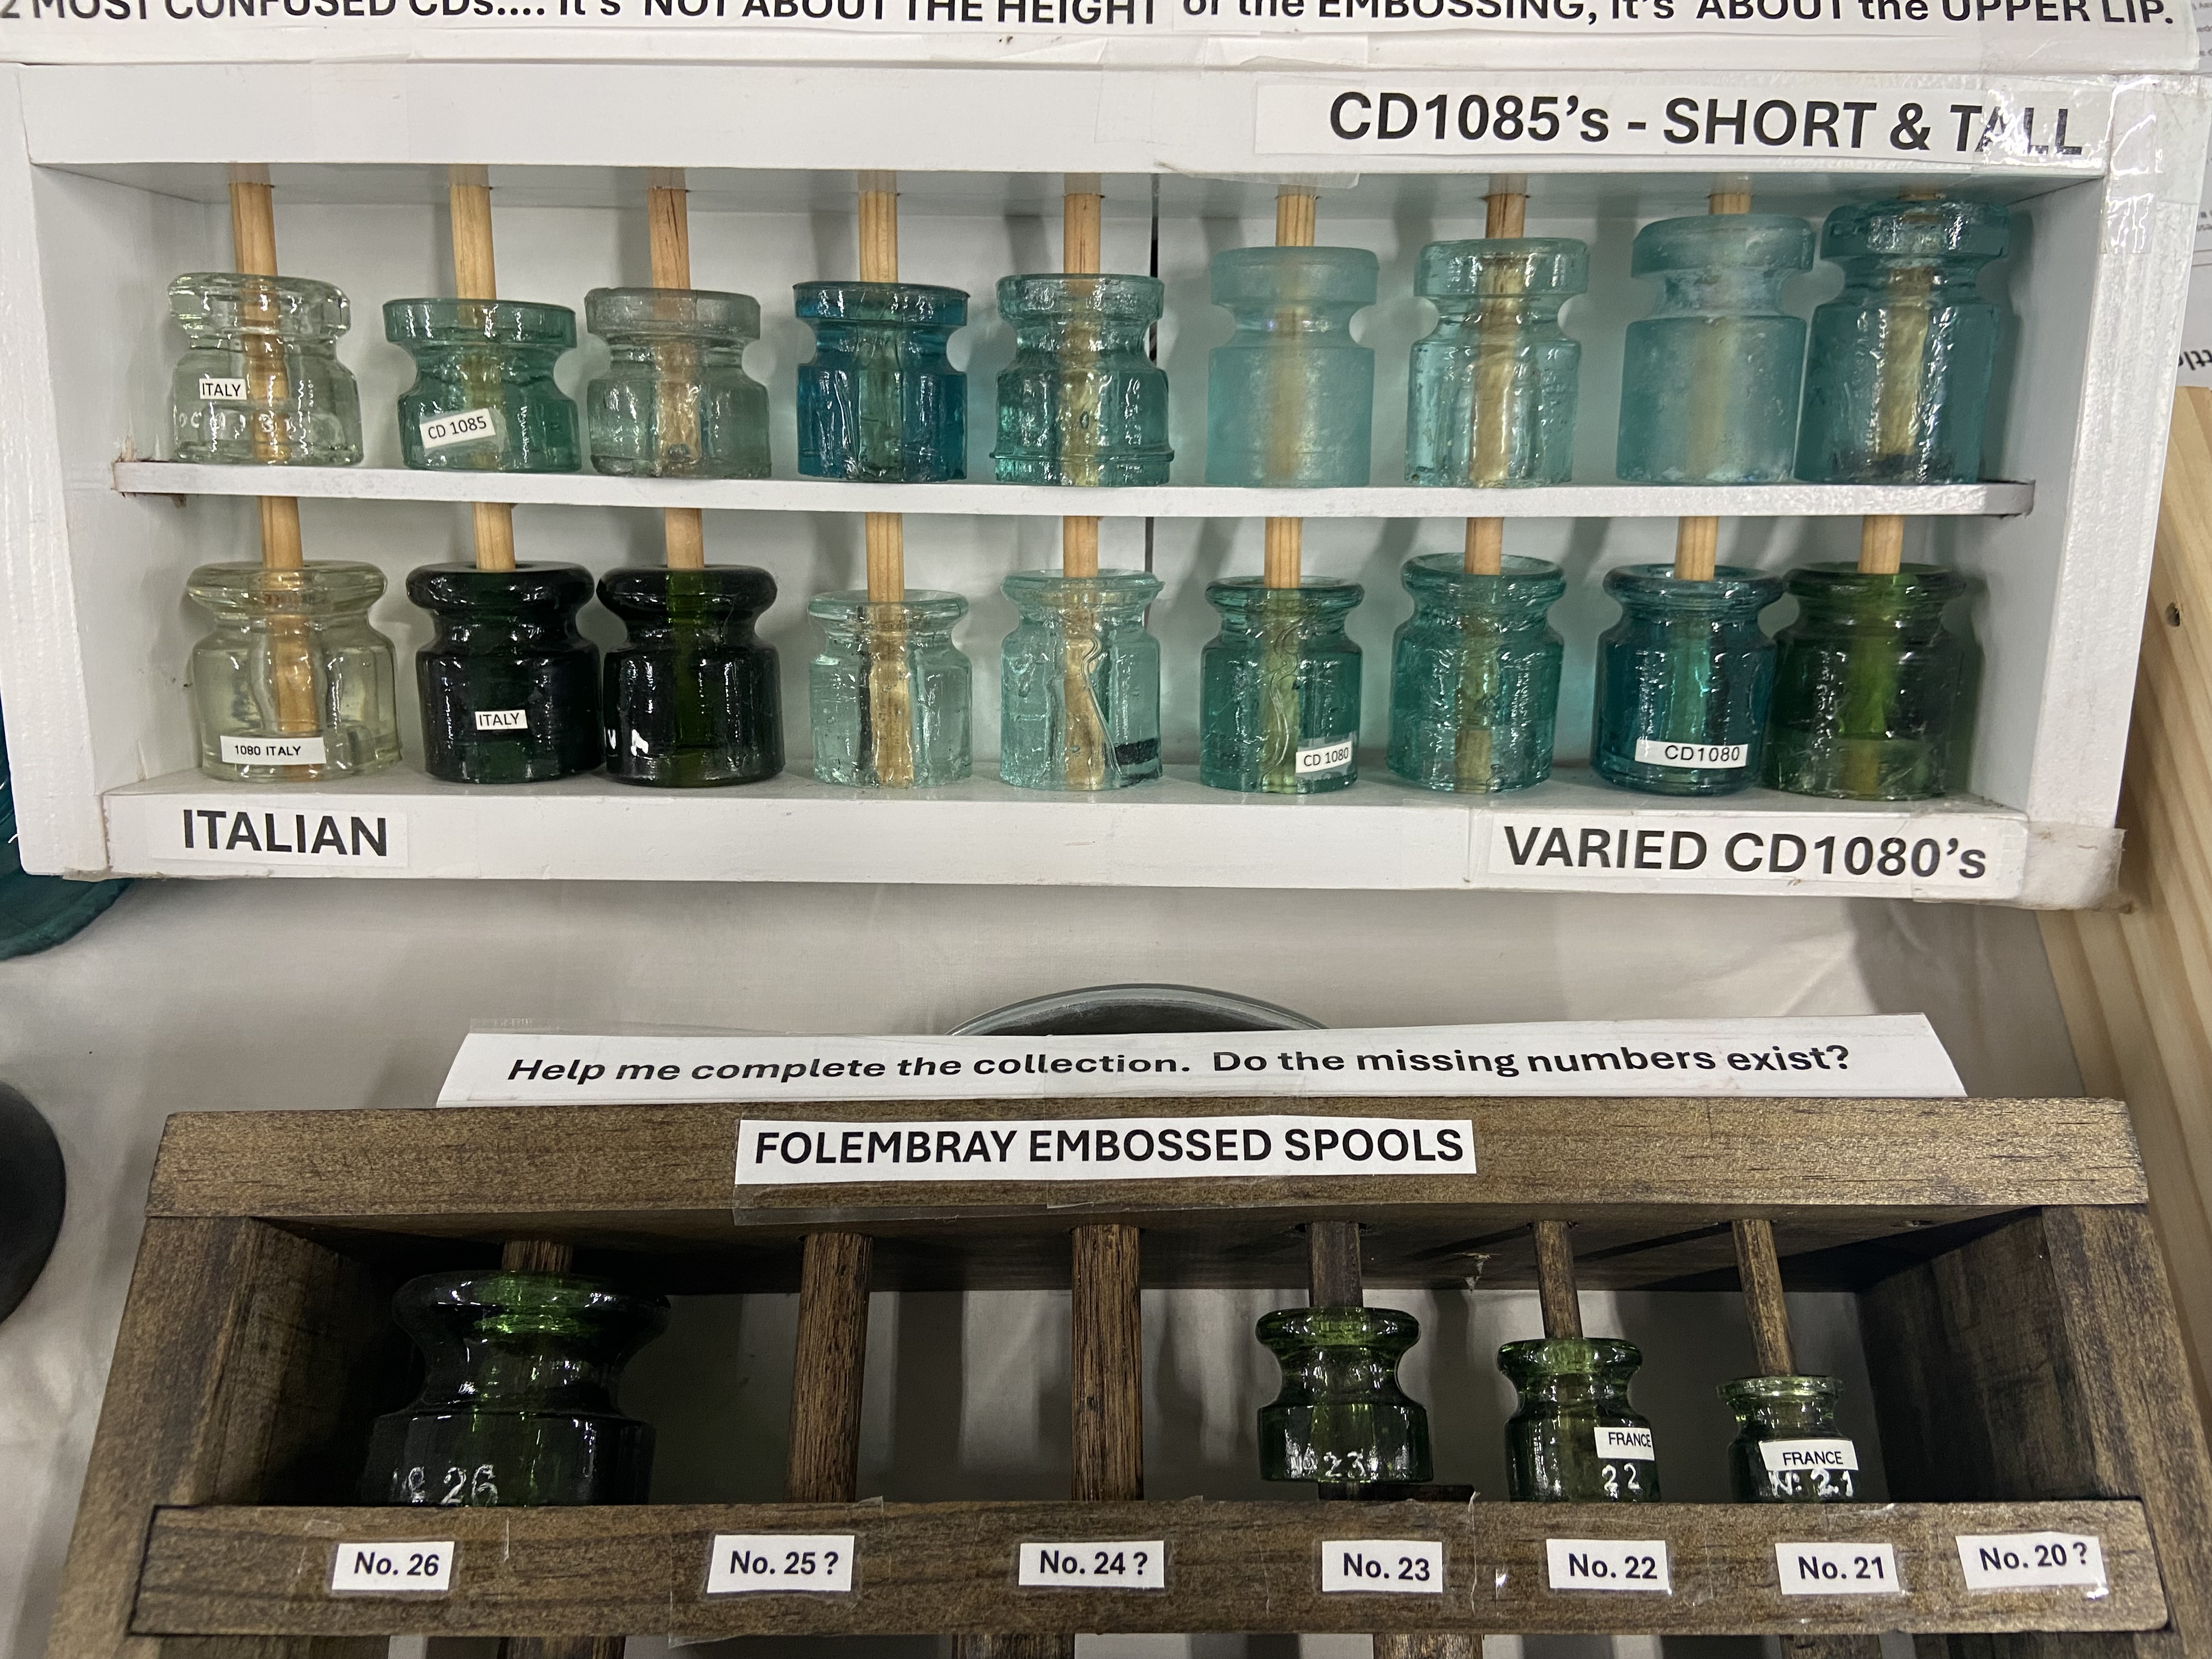 2 MOST CONFUSED CDs.... It's NOT ABOUT THE HEIGHT or the EMBOSSING, it's ABOUT the UPPER LIP.
CD1085's - SHORT & TALL
ITALY
CD 1085
1080 ITALY
ITALY
CD 1080
CD1080
ITALIAN
VARIED CD1080's
Help me complete the collection. Do the missing numbers exist?
FOLEMBRAY EMBOSSED SPOOLS
26
23
FRANCE
22
FRANCE
N: 21
No. 26
No. 25 ?
No. 24 ?
No. 23
No. 22
No. 21
No. 20 ?